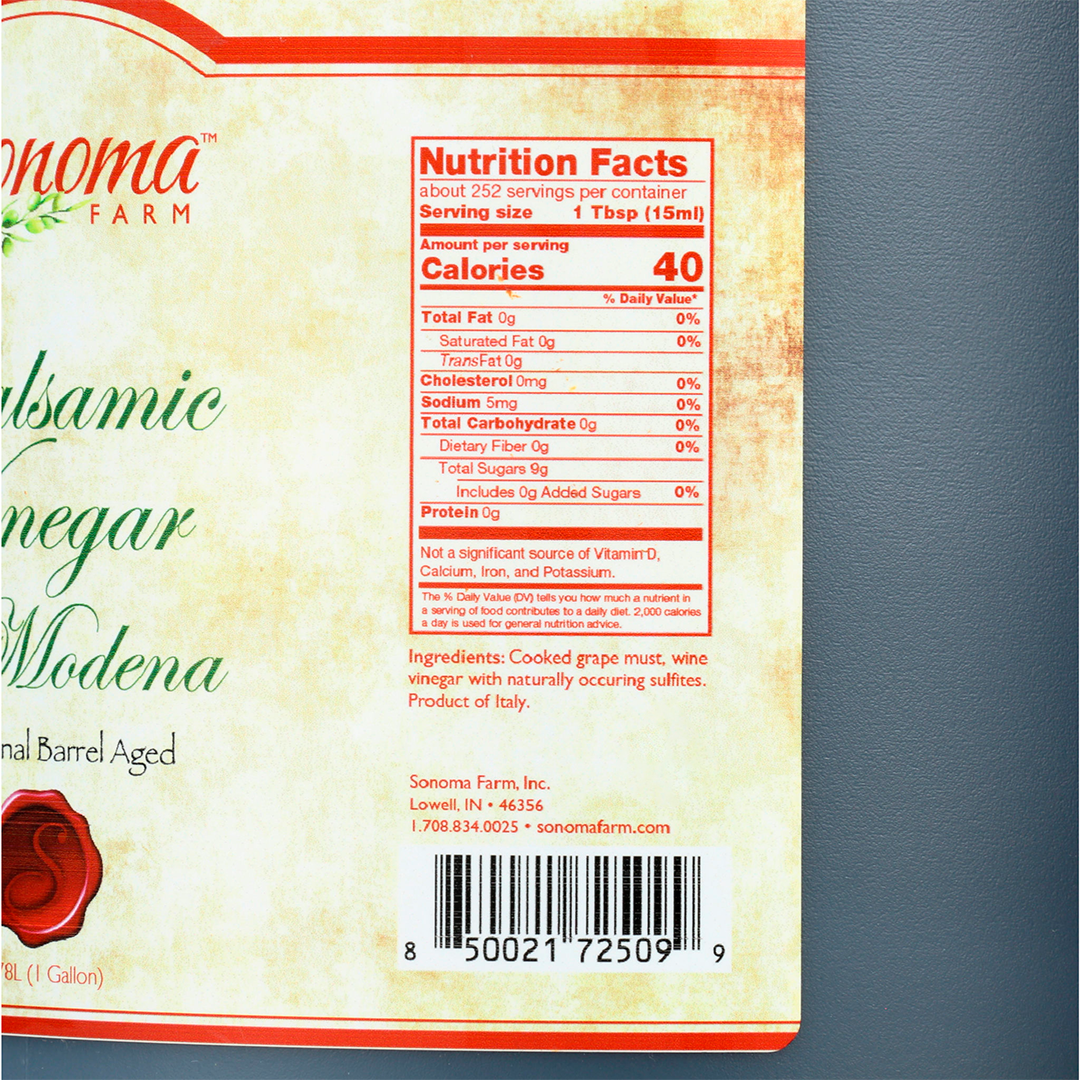 onoma™
FARM
alsamic
negar
Modena
nal Barrel Aged
78L (1 Gallon)
Nutrition Facts
about 252 servings per container
Serving size 1 Tbsp (15ml)
Amount per serving
Calories 40
% Daily Value*
Total Fat 0g 0%
Saturated Fat 0g 0%
Trans Fat 0g
Cholesterol 0mg 0%
Sodium 5mg 0%
Total Carbohydrate 0g 0%
Dietary Fiber 0g 0%
Total Sugars 9g
Includes 0g Added Sugars 0%
Protein 0g
Not a significant source of Vitamin D,
Calcium, Iron, and Potassium.
The % Daily Value (DV) tells you how much a nutrient in
a serving of food contributes to a daily diet. 2,000 calories
a day is used for general nutrition advice.
Ingredients: Cooked grape must, wine
vinegar with naturally occuring sulfites.
Product of Italy.
Sonoma Farm, Inc.
Lowell, IN • 46356
1.708.834.0025 • sonomafarm.com
8 50021 72509 9